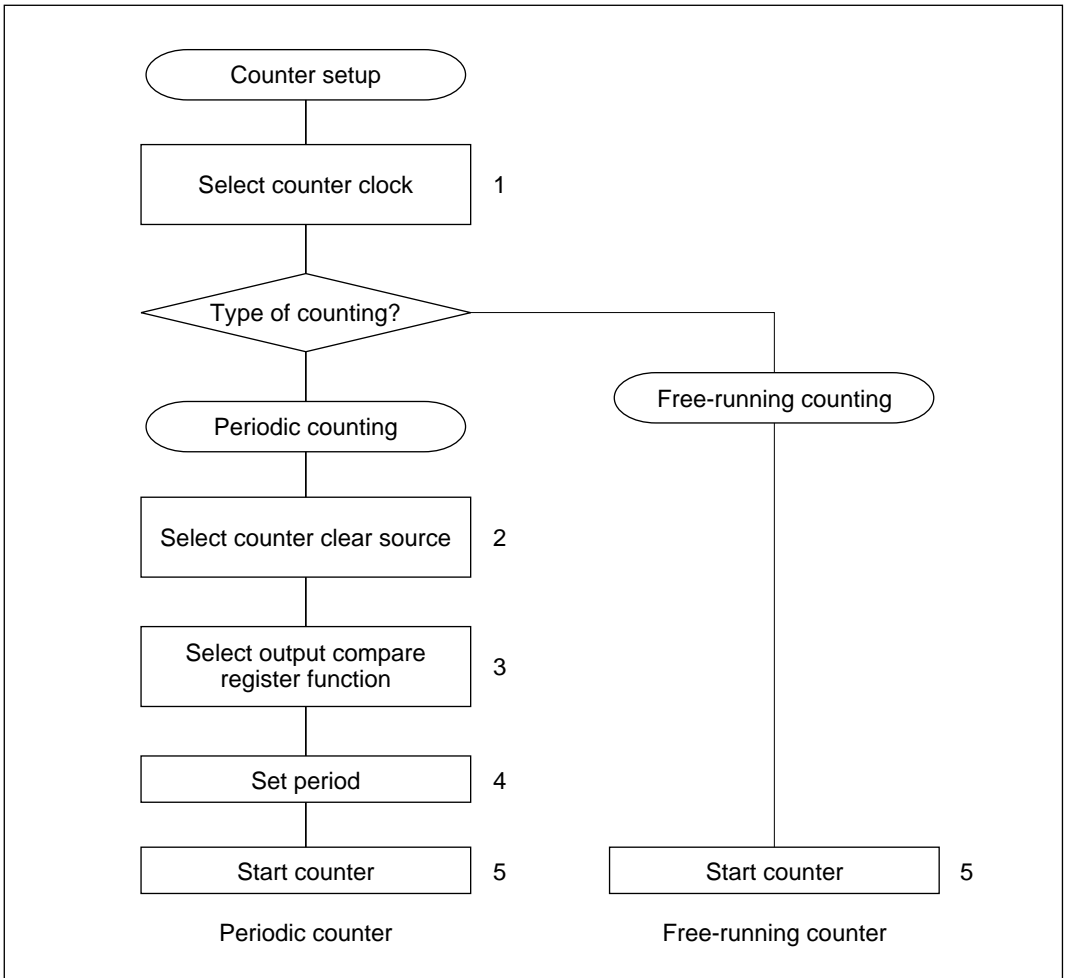 Counter setup
Select counter clock 1
Type of counting?
Free-running counting
Periodic counting
Select counter clear source 2
Select output compare
register function 3
Set period 4
Start counter 5
Start counter 5
Periodic counter
Free-running counter